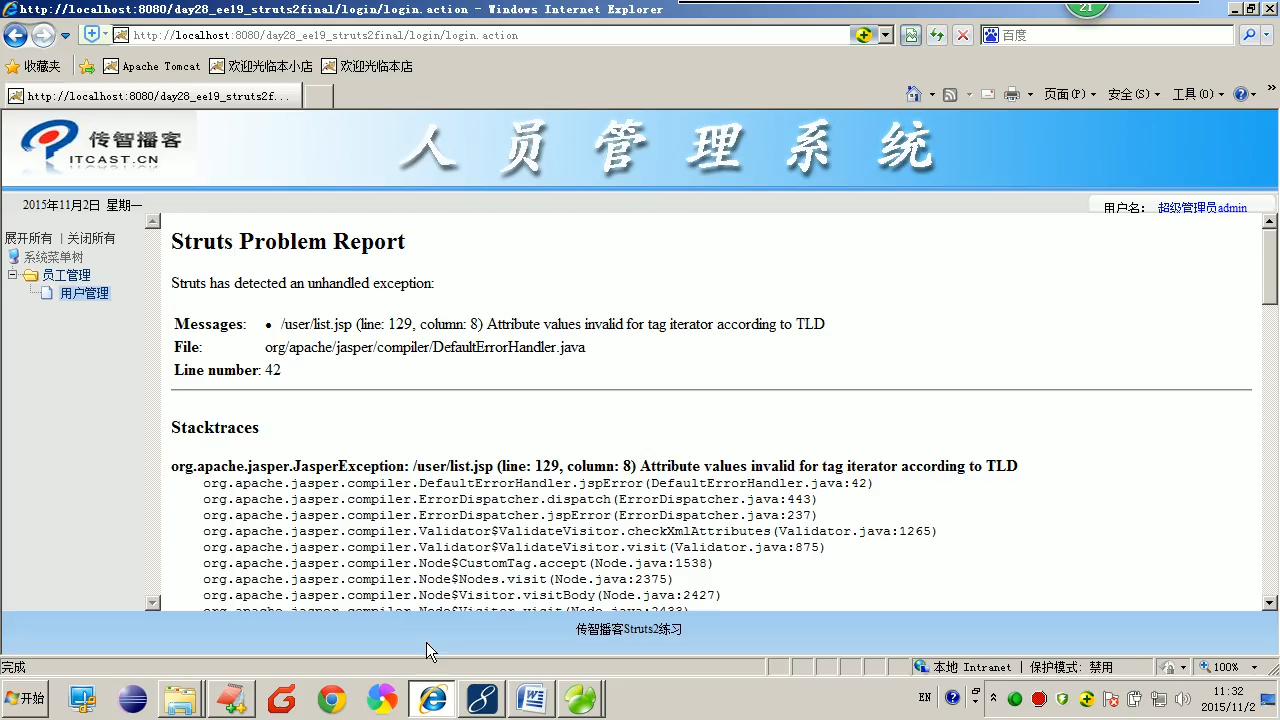 http://localhost:8080/day28_ee19_struts2final/login/login.action - Windows Internet Explorer
21
http://localhost:8080/day28_ee19_struts2final/login/login.action
百度
收藏夹
Apache Tomcat
欢迎光临本小店
欢迎光临本店
http://localhost:8080/day28_ee19_struts2f...
页面(P)
安全(S)
工具(O)
»
传智播客
ITCAST.CN
人员管理系统
2015年11月2日 星期一
用户名: 超级管理员admin
展开所有 | 关闭所有
系统菜单树
员工管理
用户管理
Struts Problem Report
Struts has detected an unhandled exception:
Messages: • /user/list.jsp (line: 129, column: 8) Attribute values invalid for tag iterator according to TLD
File: org/apache/jasper/compiler/DefaultErrorHandler.java
Line number: 42
Stacktraces
org.apache.jasper.JasperException: /user/list.jsp (line: 129, column: 8) Attribute values invalid for tag iterator according to TLD
org.apache.jasper.compiler.DefaultErrorHandler.jspError(DefaultErrorHandler.java:42)
org.apache.jasper.compiler.ErrorDispatcher.dispatch(ErrorDispatcher.java:443)
org.apache.jasper.compiler.ErrorDispatcher.jspError(ErrorDispatcher.java:237)
org.apache.jasper.compiler.Validator$ValidateVisitor.checkXmlAttributes(Validator.java:1265)
org.apache.jasper.compiler.Validator$ValidateVisitor.visit(Validator.java:875)
org.apache.jasper.compiler.Node$CustomTag.accept(Node.java:1538)
org.apache.jasper.compiler.Node$Nodes.visit(Node.java:2375)
org.apache.jasper.compiler.Node$Visitor.visitBody(Node.java:2427)
org.apache.jasper.compiler.Node$Visitor.visit(Node.java:2433)
传智播客Struts2练习
完成
本地 Intranet | 保护模式: 禁用
100%
开始
EN
11:32
2015/11/2